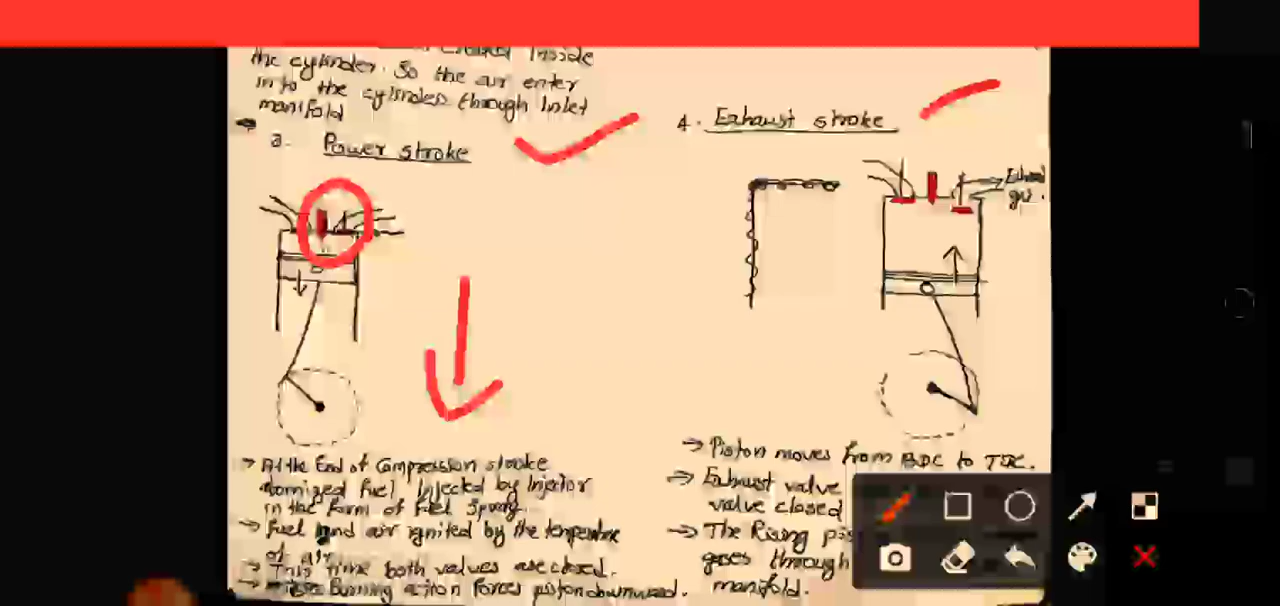 the cylinder. So the air enter
into the cylinder through Inlet
manifold
Power stroke
→ At the End of Compression stroke
atomized fuel Injected by Injector
in the form of Fuel Spray.
→ Fuel and air ignited by the temperature
of air
→ This time both valves are closed.
→ burning action forces piston downward.
4. Exhaust stroke
→ Piston moves from BDC to TDC.
→ Exhaust valve
valve closed
→ The Rising
gases through
manifold.